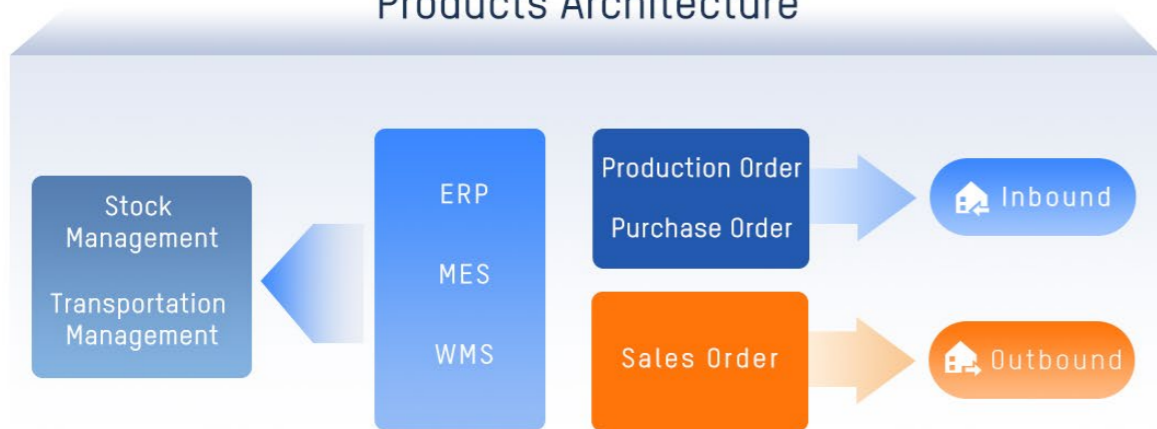 Products Architecture
Stock
Management
Transportation
Management
ERP
MES
WMS
Production Order
Purchase Order
Inbound
Sales Order
Outbound